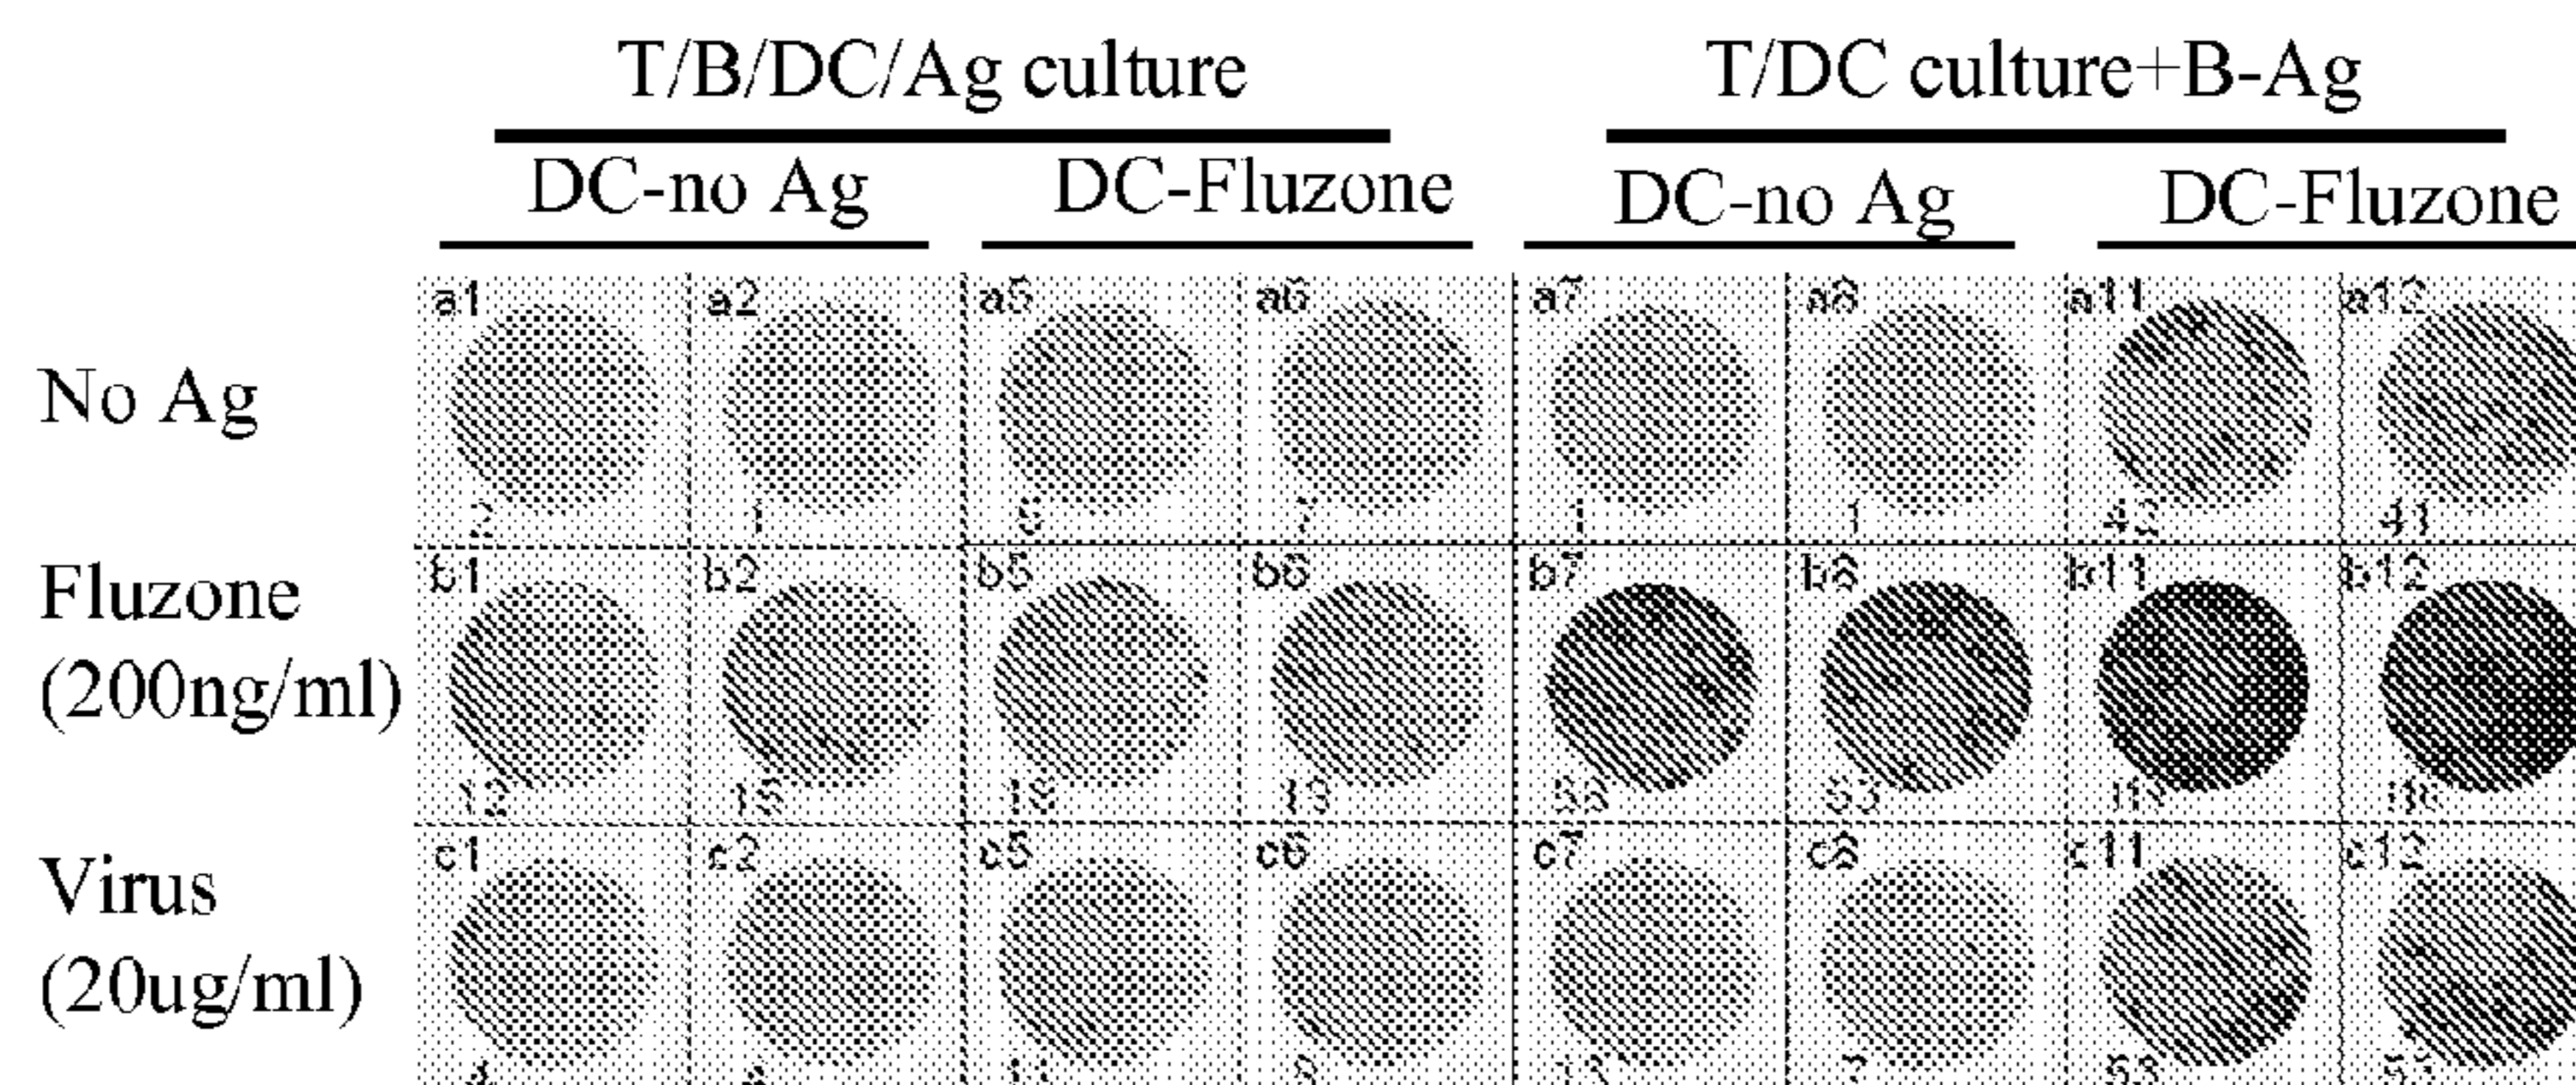 T/B/DC/Ag culture T/DC culture+B-Ag
DC-no Ag DC-Fluzone DC-no Ag DC-Fluzone
a1 a2 a5 a6 a7 a8 a11 a12
No Ag
2 1 1 1 42 41
b1 b2 b5 b6 b7 b8 b11 b12
Fluzone
(200ng/ml)
12 15 18 13
c1 c2 c5 c6 c7 c8 c11 c12
Virus
(20ug/ml)
11 53